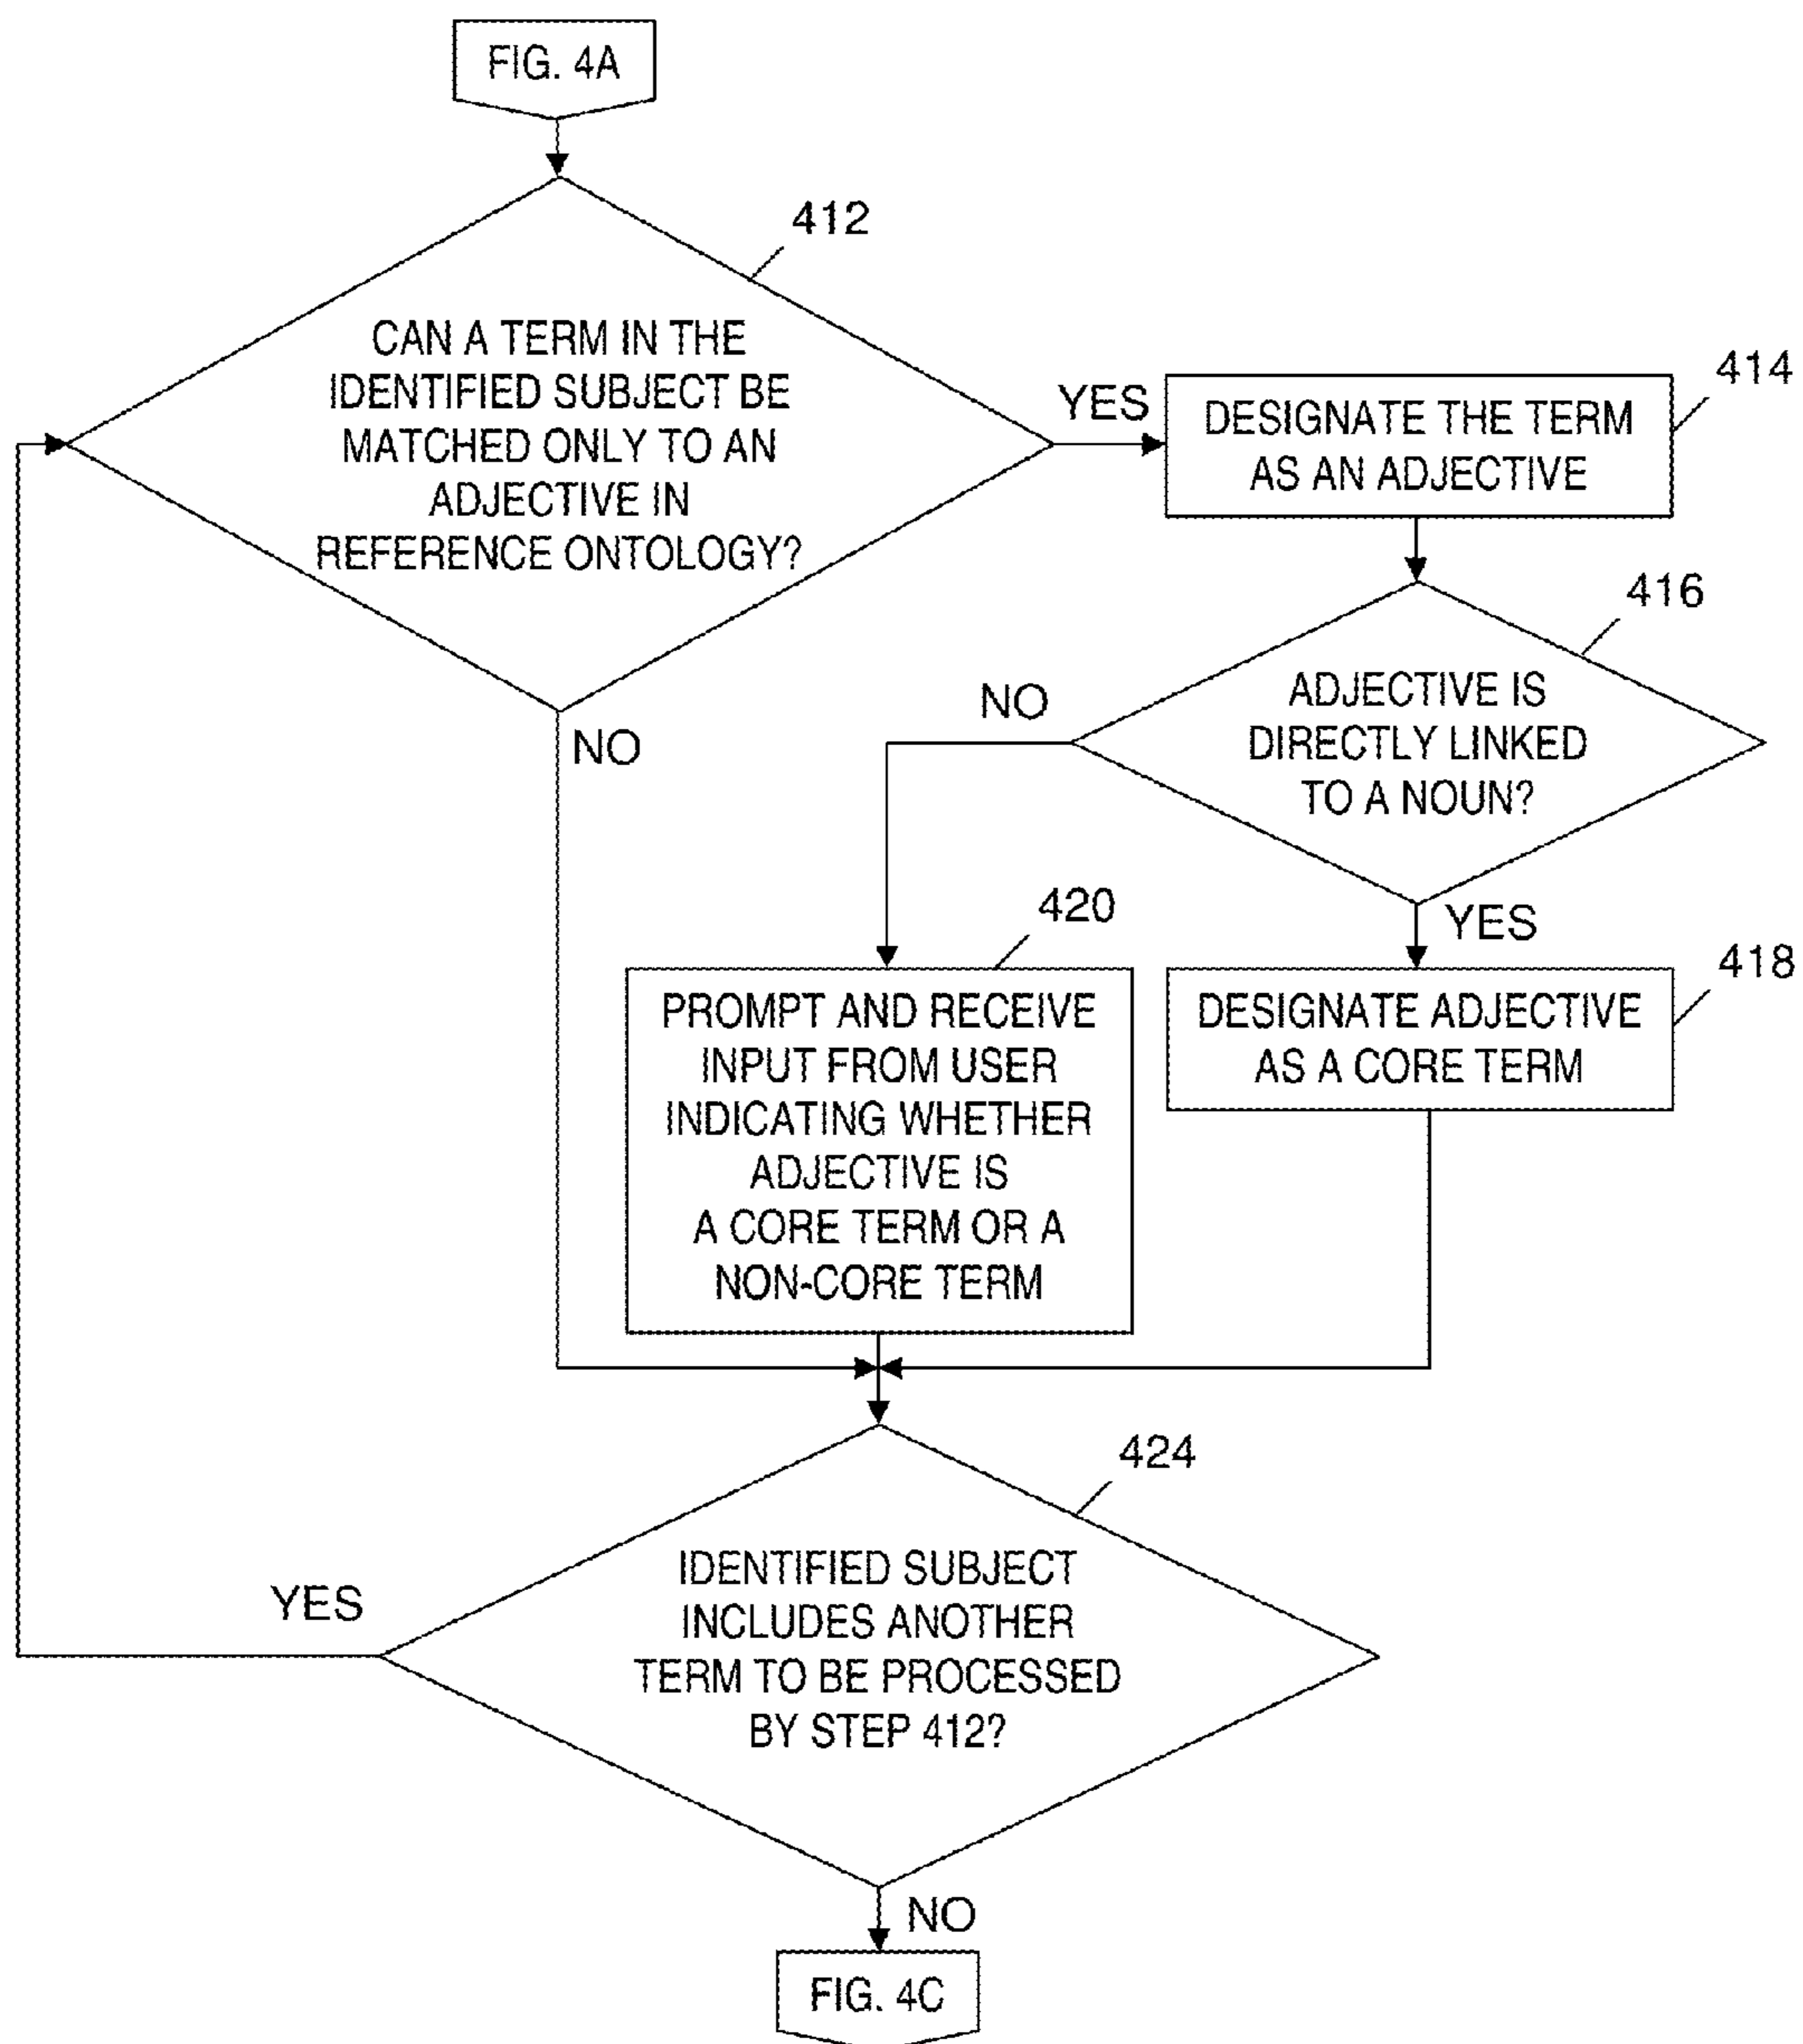 FIG. 4A
412
CAN A TERM IN THE
IDENTIFIED SUBJECT BE
MATCHED ONLY TO AN
ADJECTIVE IN
REFERENCE ONTOLOGY?
YES
414
DESIGNATE THE TERM
AS AN ADJECTIVE
416
ADJECTIVE IS
DIRECTLY LINKED
TO A NOUN?
NO
NO
YES
420
PROMPT AND RECEIVE
INPUT FROM USER
INDICATING WHETHER
ADJECTIVE IS
A CORE TERM OR A
NON-CORE TERM
418
DESIGNATE ADJECTIVE
AS A CORE TERM
424
IDENTIFIED SUBJECT
INCLUDES ANOTHER
TERM TO BE PROCESSED
BY STEP 412?
YES
NO
FIG. 4C